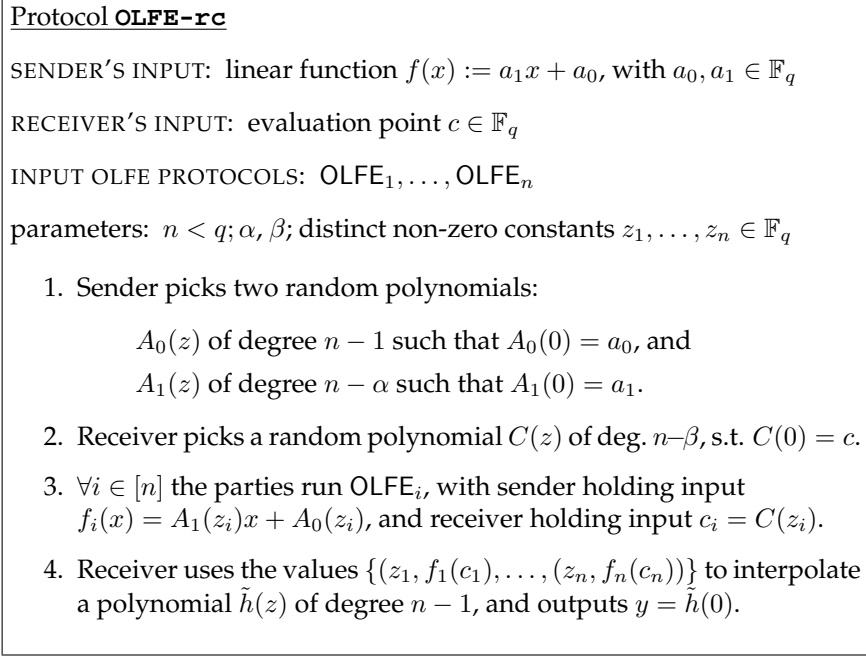 Protocol OLFE-rc
SENDER'S INPUT: linear function f(x) := a₁x + a₀, with a₀, a₁ ∈ 𝔽_q
RECEIVER'S INPUT: evaluation point c ∈ 𝔽_q
INPUT OLFE PROTOCOLS: OLFE₁, . . . , OLFEₙ
parameters: n < q; α, β; distinct non-zero constants z₁, . . . , zₙ ∈ 𝔽_q
1. Sender picks two random polynomials:
A₀(z) of degree n − 1 such that A₀(0) = a₀, and
A₁(z) of degree n − α such that A₁(0) = a₁.
2. Receiver picks a random polynomial C(z) of deg. n–β, s.t. C(0) = c.
3. ∀i ∈ [n] the parties run OLFEᵢ, with sender holding input
fᵢ(x) = A₁(zᵢ)x + A₀(zᵢ), and receiver holding input cᵢ = C(zᵢ).
4. Receiver uses the values {(z₁, f₁(c₁), . . . , (zₙ, fₙ(cₙ))} to interpolate
a polynomial h̃(z) of degree n − 1, and outputs y = h̃(0).